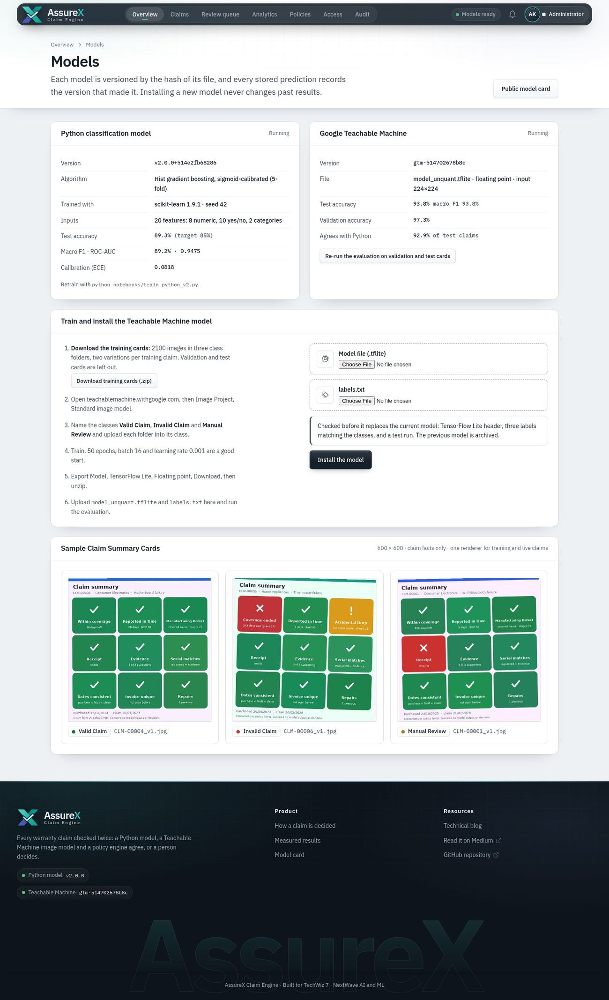 AssureX
Claim Engine
Overview
Claims
Review queue
Analytics
Policies
Access
Audit
Models ready
AK
Administrator
Overview > Models
Models
Each model is versioned by the hash of its file, and every stored prediction records
the version that made it. Installing a new model never changes past results.
Public model card
Python classification model
Running
Version
v2.0.0+514e2fb68286
Algorithm
Hist gradient boosting, sigmoid-calibrated (5-
fold)
Trained with
scikit-learn 1.9.1 · seed 42
Inputs
20 features: 8 numeric, 10 yes/no, 2 categories
Test accuracy
89.3% (target 85%)
Macro F1 · ROC-AUC
89.2% · 0.9475
Calibration (ECE)
0.0818
Retrain with python notebooks/train_python_v2.py.
Google Teachable Machine
Running
Version
gtm-514702678b8c
File
model_unquant.tflite · floating point · input
224×224
Test accuracy
93.8% macro F1 93.8%
Validation accuracy
97.3%
Agrees with Python
92.9% of test claims
Re-run the evaluation on validation and test cards
Train and install the Teachable Machine model
1. Download the training cards: 2100 images in three class
folders, two variations per training claim. Validation and test
cards are left out.
Download training cards (.zip)
2. Open teachablemachine.withgoogle.com, then Image Project,
Standard image model.
3. Name the classes Valid Claim, Invalid Claim and Manual
Review and upload each folder into its class.
4. Train. 50 epochs, batch 16 and learning rate 0.001 are a good
start.
5. Export Model, TensorFlow Lite, Floating point, Download, then
unzip.
6. Upload model_unquant.tflite and labels.txt here and run
the evaluation.
Model file (.tflite)
Choose File No file chosen
labels.txt
Choose File No file chosen
Checked before it replaces the current model: TensorFlow Lite header, three labels
matching the classes, and a test run. The previous model is archived.
Install the model
Sample Claim Summary Cards
600 × 600 · claim facts only · one renderer for training and live claims
Claim summary
CLM-00004 · Consumer Electronics · Motherboard failure
Within coverage
18 days left
Reported in time
28 days · limit 30
Manufacturing Defect
covered cause · diag 0.75
Receipt
on file
Evidence
3 of 3 supporting
Serial matches
registered = evidence
Dates consistent
purchase < fault < claim
Invoice unique
not seen before
Repairs
0 previous
Purchased 15/02/2024 · claim 28/01/2026
Claim facts vs policy limits. Contains no model output or decision.
Valid Claim
CLM-00004_v1.jpg
Claim summary
CLM-00006 · Home Appliances · Thermostat failure
Coverage ended
243 days ago (grace 14)
Reported in time
4 days · limit 45
Accidental Drop
excluded cause · diag 0.19
Receipt
on file
Evidence
3 of 3 supporting
Serial matches
registered = evidence
Dates consistent
purchase < fault < claim
Invoice unique
not seen before
Repairs
1 previous
Purchased 26/06/2023 · claim 24/02/2026
Claim facts vs policy limits. Contains no model output or decision.
Invalid Claim
CLM-00006_v1.jpg
Claim summary
CLM-00001 · Consumer Electronics · Wi-Fi/Bluetooth failure
Within coverage
826 days left
Reported in time
5 days · limit 30
Manufacturing Defect
covered cause · diag 0.79
Receipt
missing
Evidence
3 of 3 supporting
Serial matches
registered = evidence
Dates consistent
purchase < fault < claim
Invoice unique
not seen before
Repairs
1 previous
Purchased 24/10/2025 · claim 21/07/2026
Claim facts vs policy limits. Contains no model output or decision.
Manual Review
CLM-00001_v1.jpg
AssureX
Claim Engine
Every warranty claim checked twice: a Python model, a Teachable
Machine image model and a policy engine agree, or a person
decides.
Python model v2.0.0
Teachable Machine gtm-514702678b8c
Product
How a claim is decided
Measured results
Model card
Resources
Technical blog
Read it on Medium
GitHub repository
AssureX
AssureX Claim Engine · Built for TechWiz 7 · NextWave AI and ML